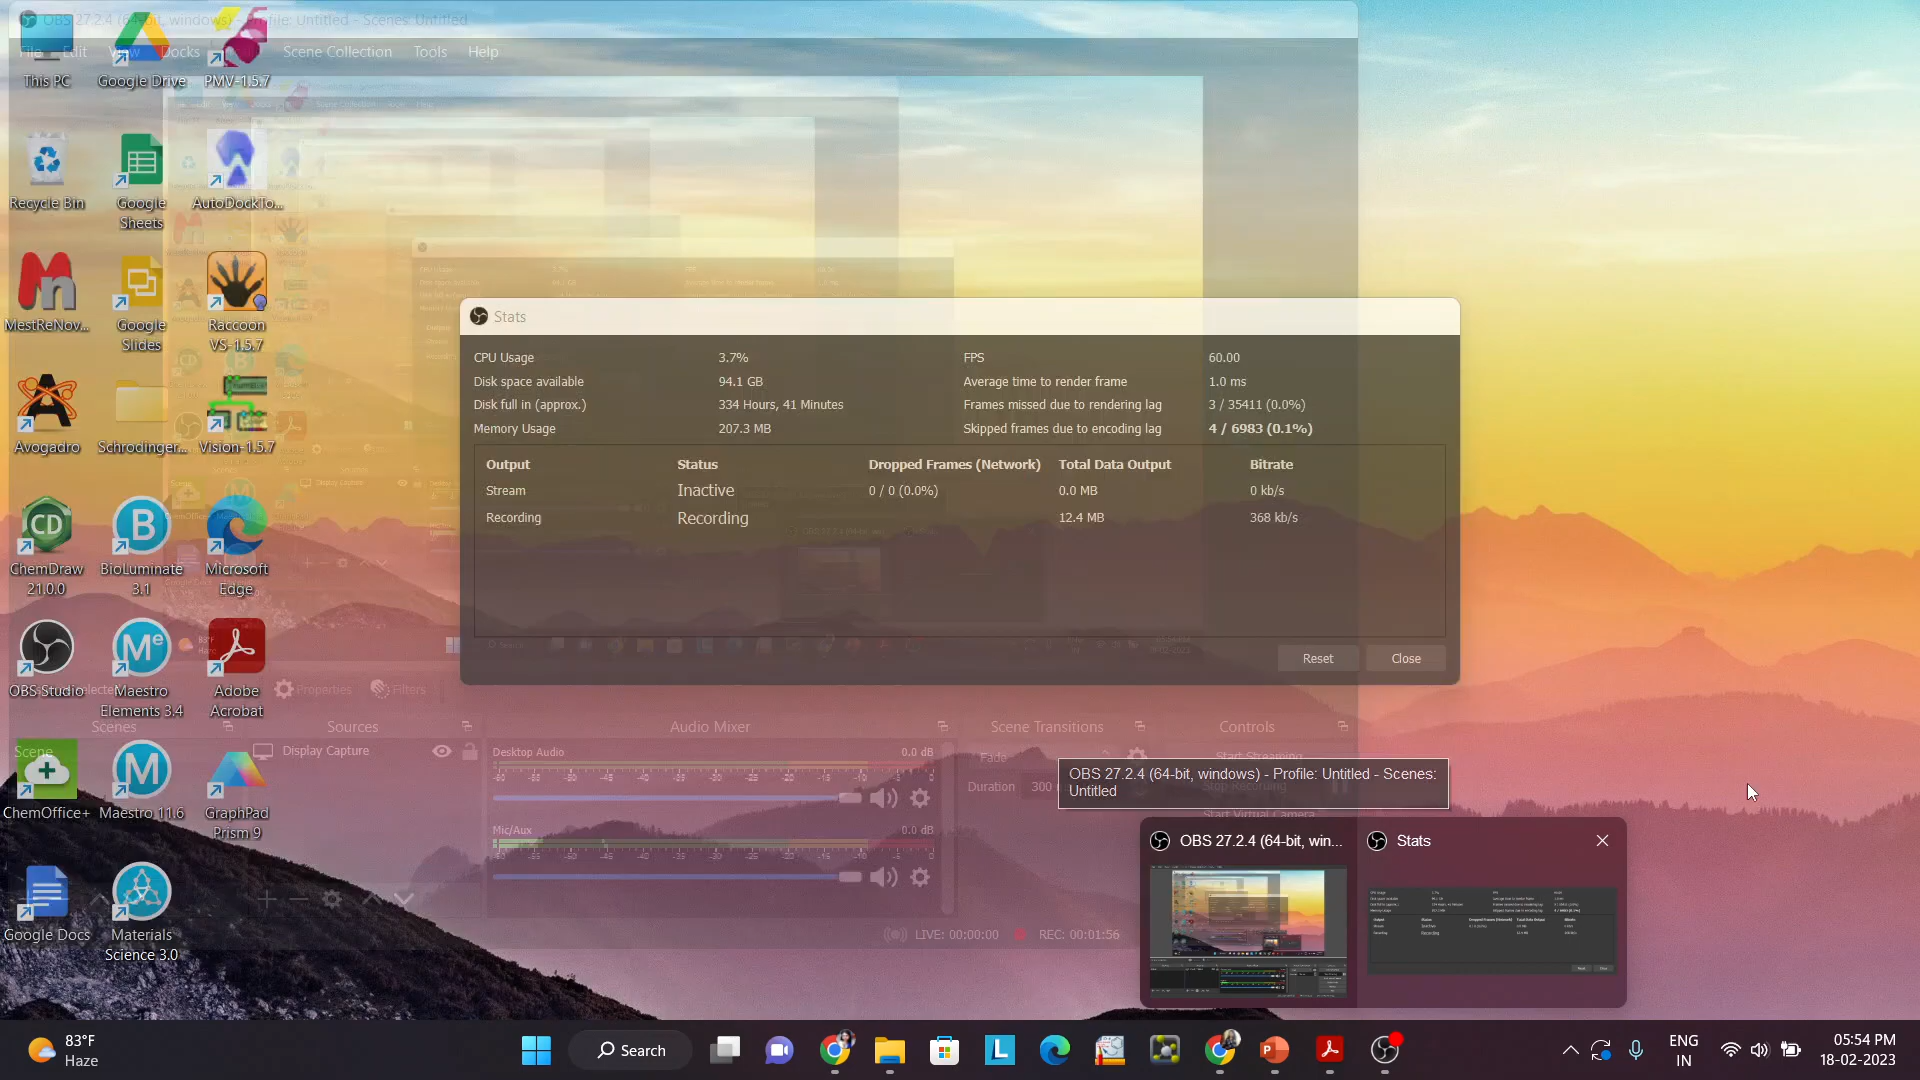 OBS 27.2.4 (64-bit, windows) - Profile: Untitled - Scenes: Untitled
File Edit View Docks Scene Collection Tools Help
This PC
Google Drive
PMV-1.5.7
Recycle Bin
Google
Sheets
AutoDockTo...
MestReNov...
Google
Slides
Raccoon
VS-1.5.7
Avogadro
Schrodinger...
Vision-1.5.7
ChemDraw
21.0.0
BioLuminate
3.1
Microsoft
Edge
OBS Studio
Maestro
Elements 3.4
Adobe
Acrobat
ChemOffice+
Maestro 11.6
GraphPad
Prism 9
Google Docs
Materials
Science 3.0
Stats
CPU Usage 3.7% FPS 60.00
Disk space available 94.1 GB Average time to render frame 1.0 ms
Disk full in (approx.) 334 Hours, 41 Minutes Frames missed due to rendering lag 3 / 35411 (0.0%)
Memory Usage 207.3 MB Skipped frames due to encoding lag 4 / 6983 (0.1%)
Output Status Dropped Frames (Network) Total Data Output Bitrate
Stream Inactive 0 / 0 (0.0%) 0.0 MB 0 kb/s
Recording Recording 12.4 MB 368 kb/s
Reset Close
Properties Filters
Scenes Sources Audio Mixer Scene Transitions Controls
Scene
Display Capture
Desktop Audio 0.0 dB
Mic/Aux 0.0 dB
Fade
Duration 300
Start Streaming
Stop Recording
Start Virtual Camera
LIVE: 00:00:00 REC: 00:01:56
OBS 27.2.4 (64-bit, windows) - Profile: Untitled - Scenes:
Untitled
OBS 27.2.4 (64-bit, win...
Stats
83°F
Haze
Search
ENG
IN
05:54 PM
18-02-2023